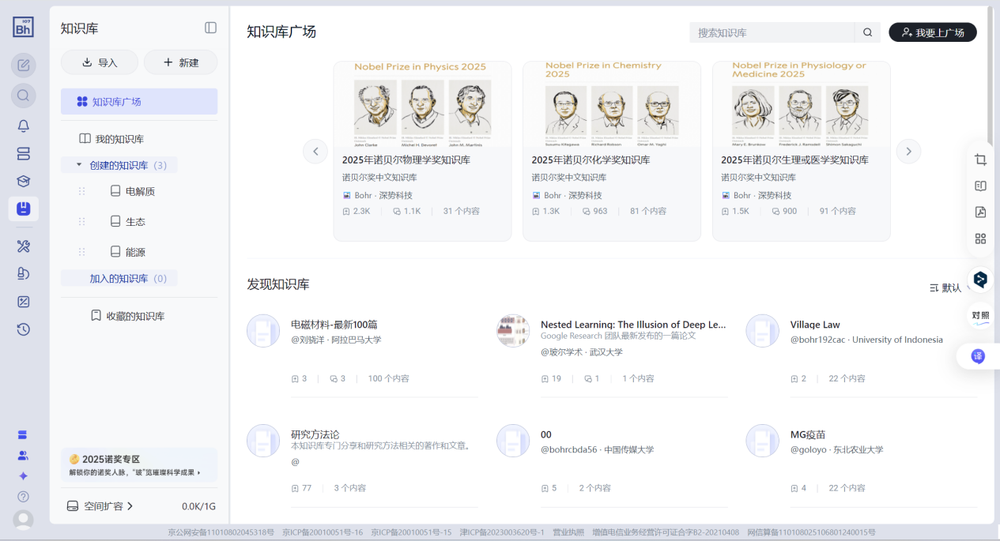 107
Bh
知识库
导入
新建
知识库广场
我的知识库
创建的知识库 (3)
电解质
生态
能源
加入的知识库 (0)
收藏的知识库
2025诺奖专区
解锁你的诺奖人脉，“玻”览璀璨科学成果
空间扩容
0.0K/1G
知识库广场
搜索知识库
我要上广场
Nobel Prize in Physics 2025
John Clarke
Michel H. Devoret
John M. Martinis
2025年诺贝尔物理学奖知识库
诺贝尔奖中文知识库
Bohr · 深势科技
2.3K
1.1K
31 个内容
Nobel Prize in Chemistry
2025
Susumu Kitagawa
Richard Robson
Omar M. Yaghi
2025年诺贝尔化学奖知识库
诺贝尔奖中文知识库
Bohr · 深势科技
1.3K
963
81 个内容
Nobel Prize in Physiology or
Medicine 2025
Mary E. Brunkow
Frederick J. Ramsdell
Shimon Sakaguchi
2025年诺贝尔生理或医学奖知识库
诺贝尔奖中文知识库
Bohr · 深势科技
1.5K
900
91 个内容
发现知识库
默认
电磁材料-最新100篇
@刘骁洋 · 阿拉巴马大学
3
3
100 个内容
Nested Learning: The Illusion of Deep Le...
Google Research 团队最新发布的一篇论文
@玻尔学术 · 武汉大学
19
1
1 个内容
Village Law
@bohr192cac · University of Indonesia
2
22 个内容
研究方法论
本知识库专门分享和研究方法相关的著作和文章。
@
77
3 个内容
00
@bohrcbda56 · 中国传媒大学
5
2 个内容
MG疫苗
@goloyo · 东北农业大学
4
22 个内容
对照
译
京公网安备11010802045318号 京ICP备20010051号-16 京ICP备20010051号-15 津ICP备2023003620号-1 营业执照 增值电信业务经营许可证合字B2-20210408 网信算备110108025106801240015号